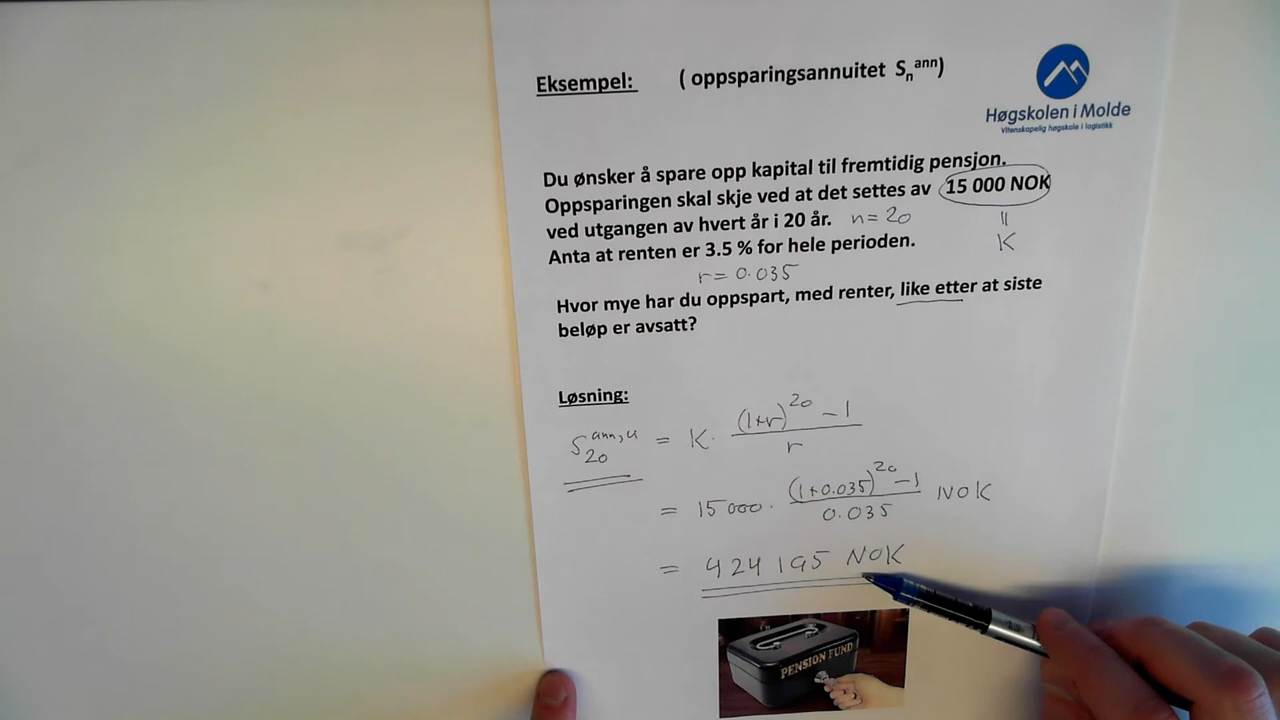 Eksempel: ( oppsparingsannuitet Sₙᵃⁿⁿ)
Høgskolen i Molde
Vitenskapelig høgskole i logistikk
Du ønsker å spare opp kapital til fremtidig pensjon.
Oppsparingen skal skje ved at det settes av 15 000 NOK
ved utgangen av hvert år i 20 år. n = 20 =
Anta at renten er 3.5 % for hele perioden. K
r = 0.035
Hvor mye har du oppspart, med renter, like etter at siste
beløp er avsatt?
Løsning:
S₂₀^{ann,u} = K · ((1+r)^{20} - 1) / r
= 15 000 · ((1+0.035)^{20} - 1) / 0.035 NOK
= 424 195 NOK
PENSION FUND